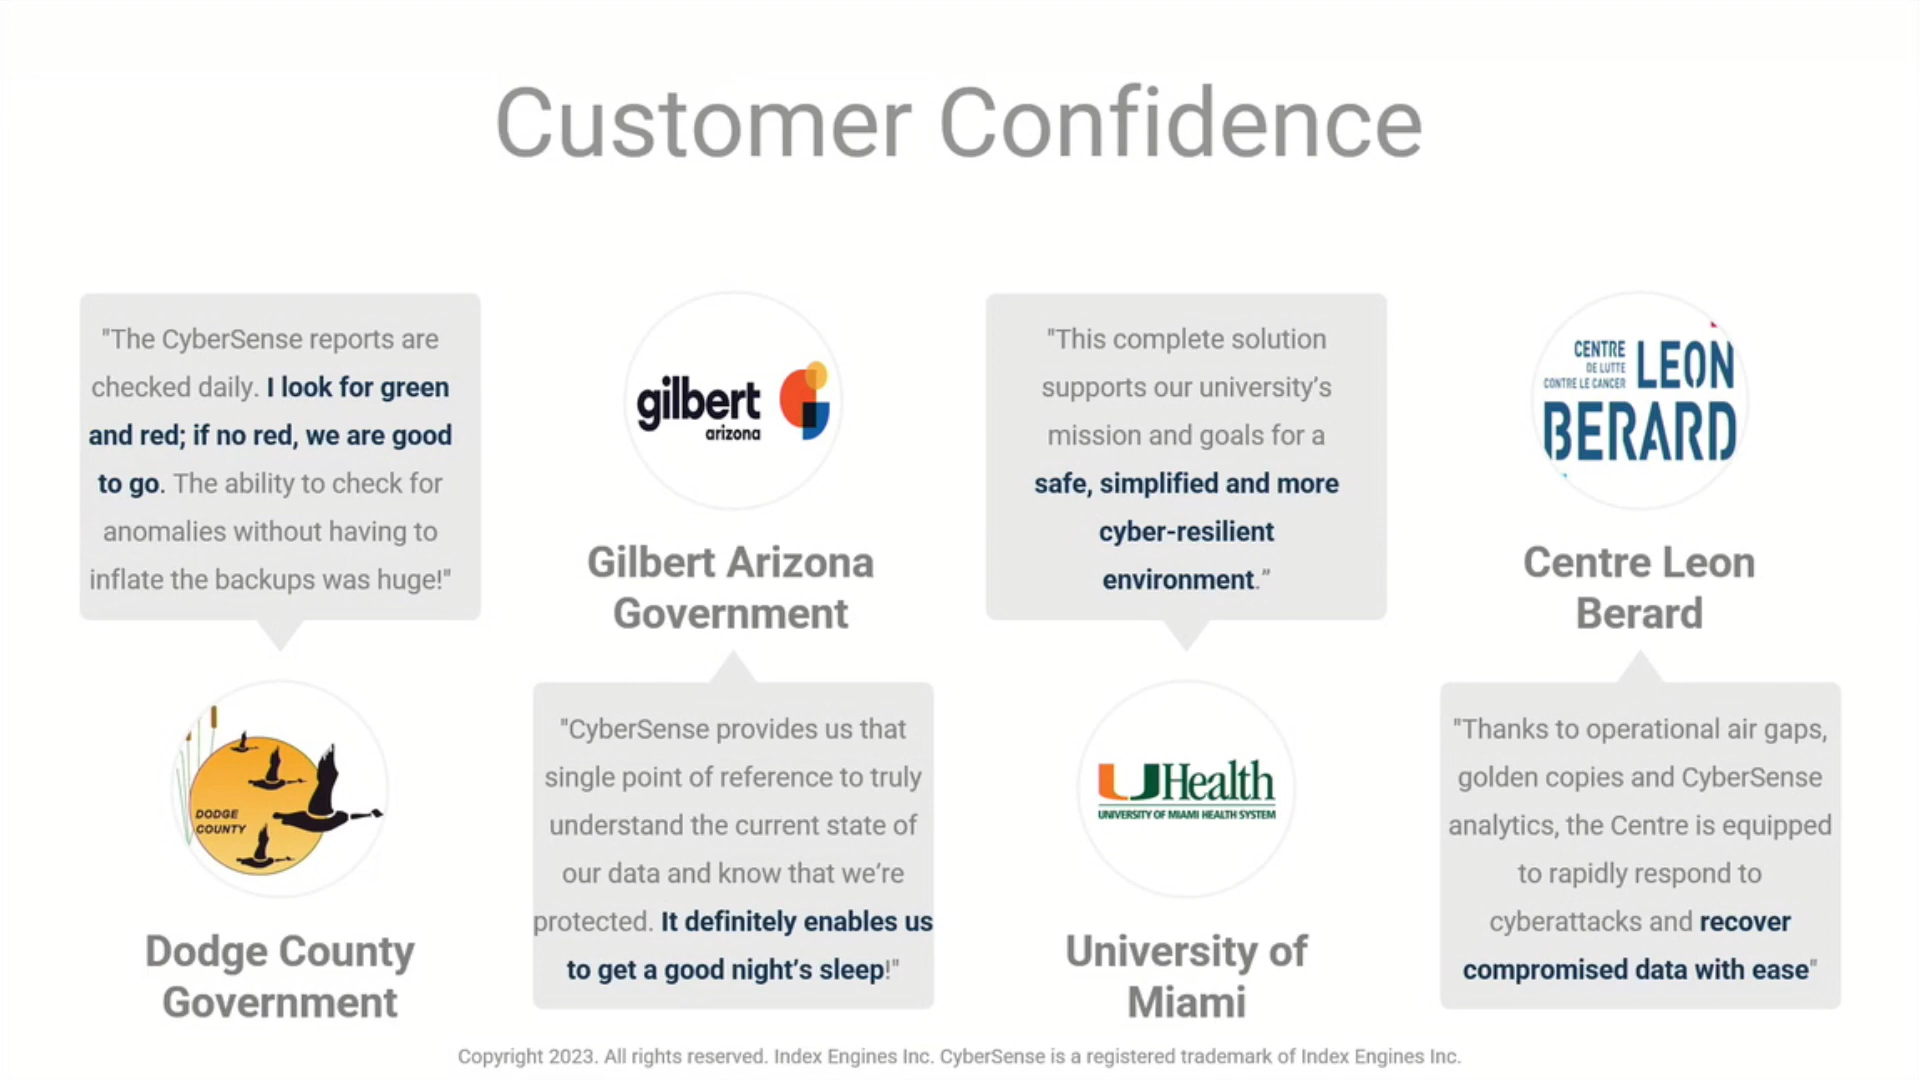 Customer Confidence
"The CyberSense reports are
checked daily. I look for green
and red; if no red, we are good
to go. The ability to check for
anomalies without having to
inflate the backups was huge!"
DODGE
COUNTY
Dodge County
Government
gilbert
arizona
Gilbert Arizona
Government
"CyberSense provides us that
single point of reference to truly
understand the current state of
our data and know that we’re
protected. It definitely enables us
to get a good night’s sleep!"
"This complete solution
supports our university’s
mission and goals for a
safe, simplified and more
cyber-resilient
environment.”
UHealth
UNIVERSITY OF MIAMI HEALTH SYSTEM
University of
Miami
CENTRE
DE LUTTE
CONTRE LE CANCER
LEON
BERARD
Centre Leon
Berard
"Thanks to operational air gaps,
golden copies and CyberSense
analytics, the Centre is equipped
to rapidly respond to
cyberattacks and recover
compromised data with ease"
Copyright 2023. All rights reserved. Index Engines Inc. CyberSense is a registered trademark of Index Engines Inc.